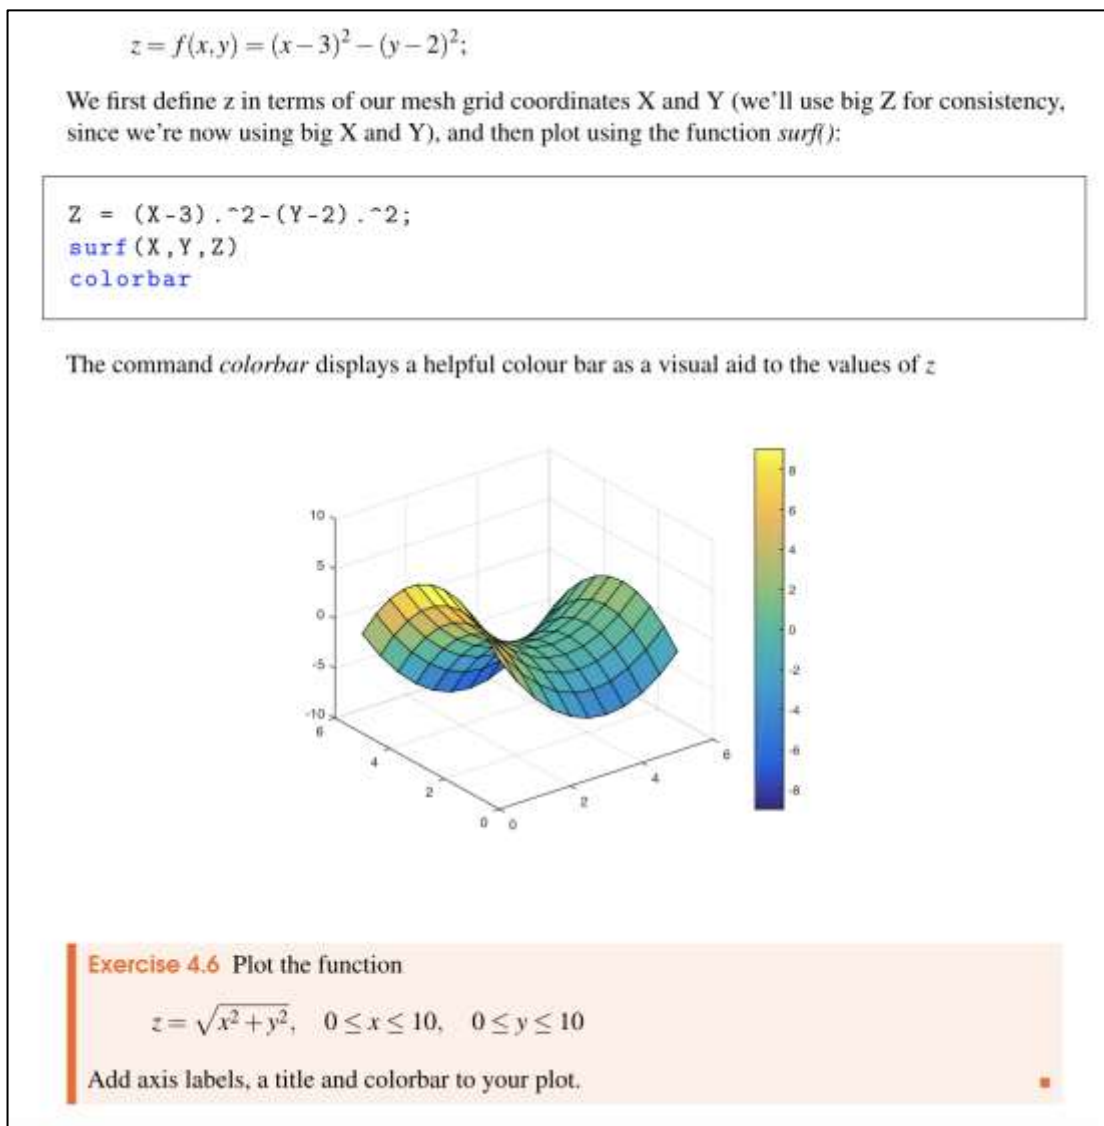 z = f(x,y) = (x − 3)² − (y − 2)²;
We first define z in terms of our mesh grid coordinates X and Y (we'll use big Z for consistency,
since we're now using big X and Y), and then plot using the function surf():
Z = (X-3).^2-(Y-2).^2;
surf(X,Y,Z)
colorbar
The command colorbar displays a helpful colour bar as a visual aid to the values of z
10
5
0
-5
-10
6
4
2
0
0
2
4
6
8
6
4
2
0
-2
-4
-6
-8
Exercise 4.6 Plot the function
z = √(x² + y²), 0 ≤ x ≤ 10, 0 ≤ y ≤ 10
Add axis labels, a title and colorbar to your plot.